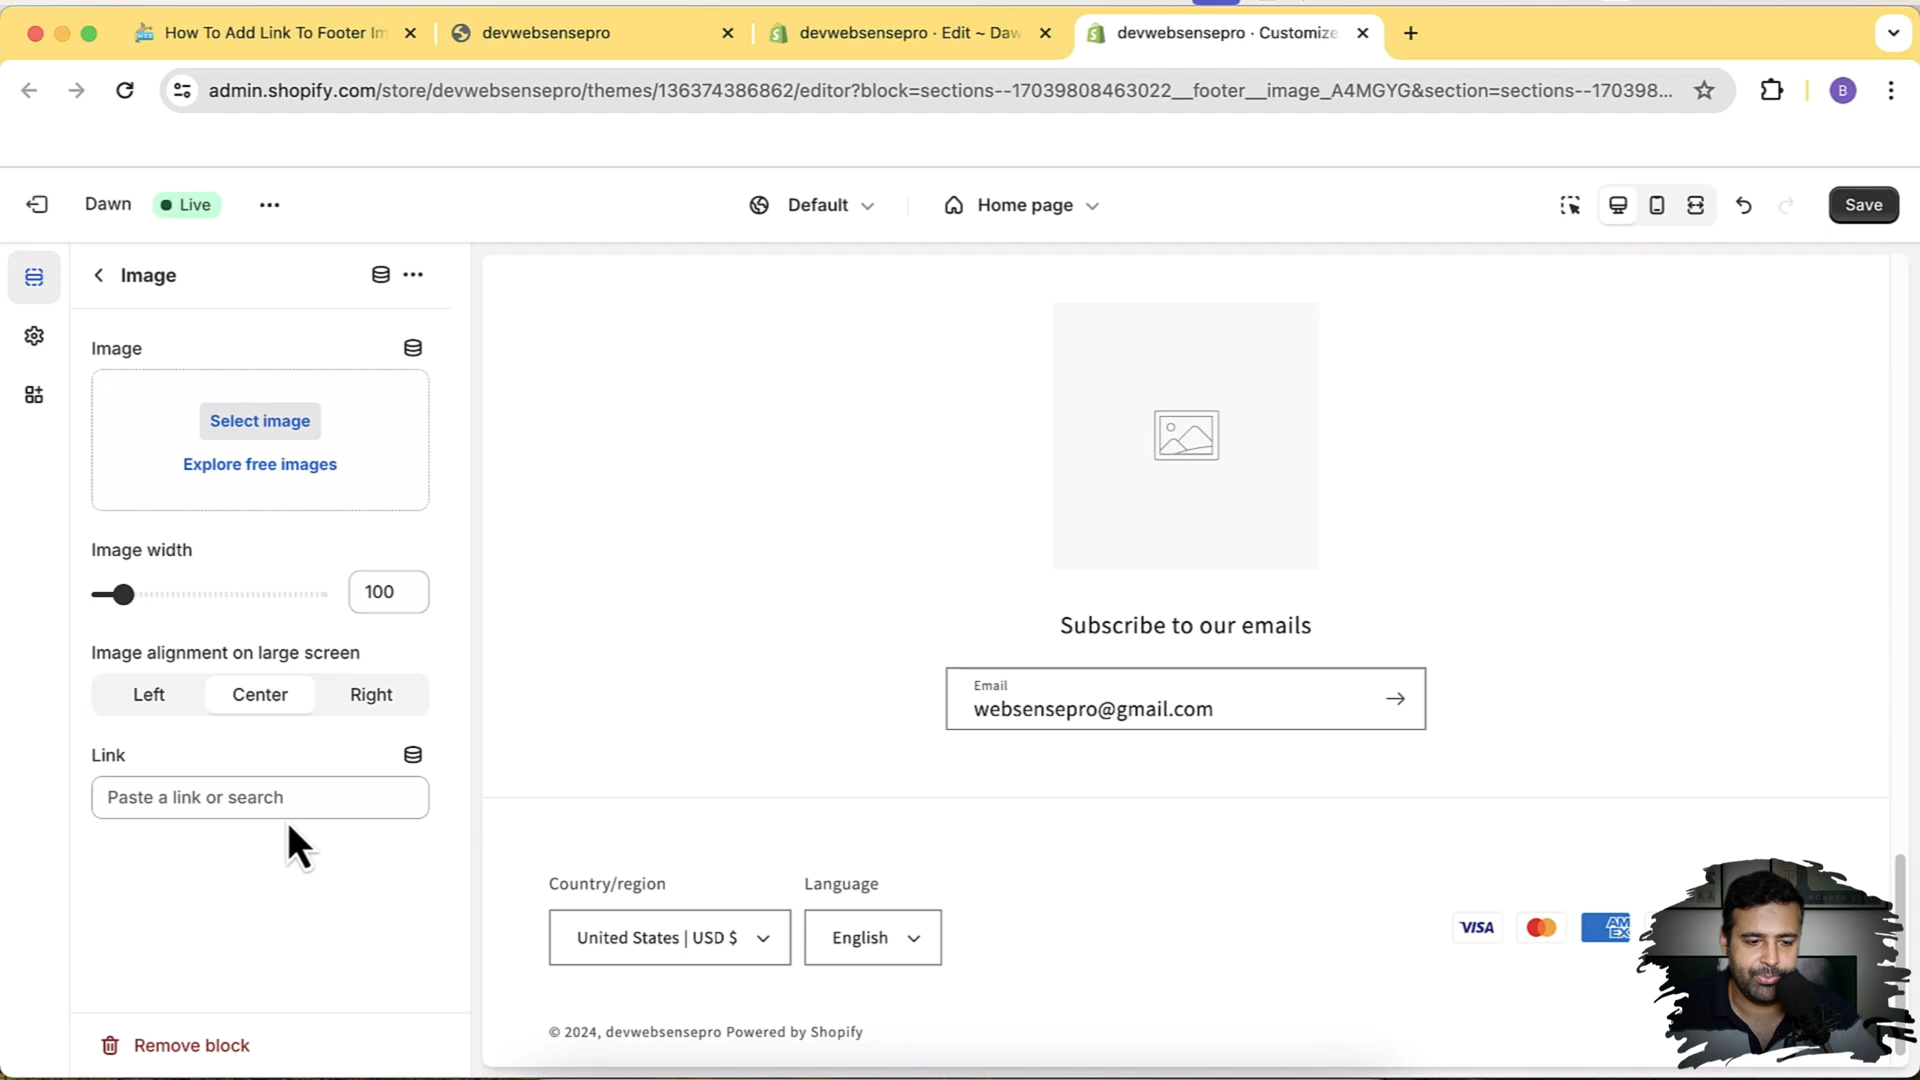 How To Add Link To Footer Im
devwebsensepro
devwebsensepro · Edit ~ Daw
devwebsensepro · Customize
admin.shopify.com/store/devwebsensepro/themes/136374386862/editor?block=sections--17039808463022__footer__image_A4MGYG&section=sections--170398...
B
Dawn
Live
Default
Home page
Save
Image
Image
Select image
Explore free images
Image width
100
Image alignment on large screen
Left
Center
Right
Link
Paste a link or search
Remove block
Subscribe to our emails
Email
websensepro@gmail.com
Country/region
Language
United States | USD $
English
VISA
AM
EX
© 2024, devwebsensepro Powered by Shopify